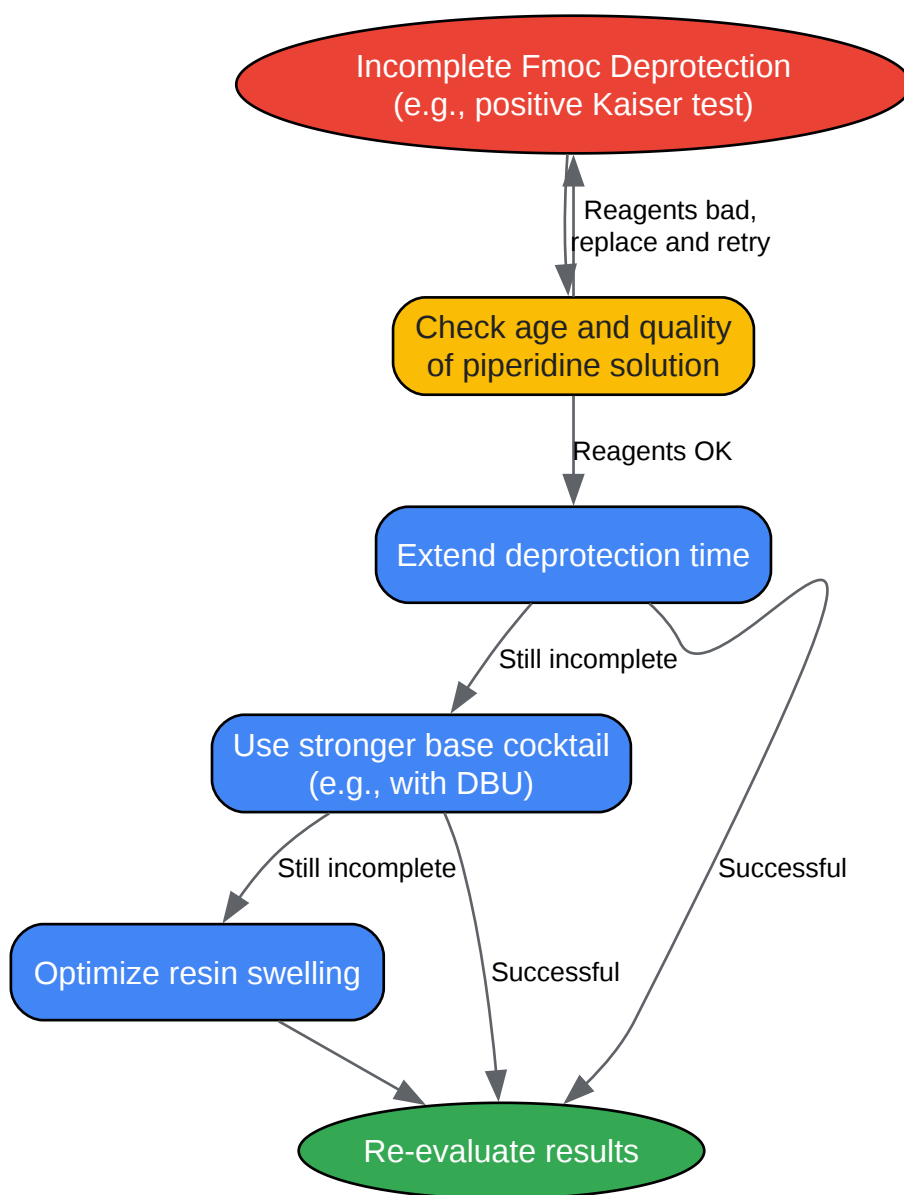 Incomplete Fmoc Deprotection
(e.g., positive Kaiser test)
Reagents bad,
replace and retry
Check age and quality
of piperidine solution
Reagents OK
Extend deprotection time
Still incomplete
Use stronger base cocktail
(e.g., with DBU)
Still incomplete
Successful
Optimize resin swelling
Successful
Re-evaluate results